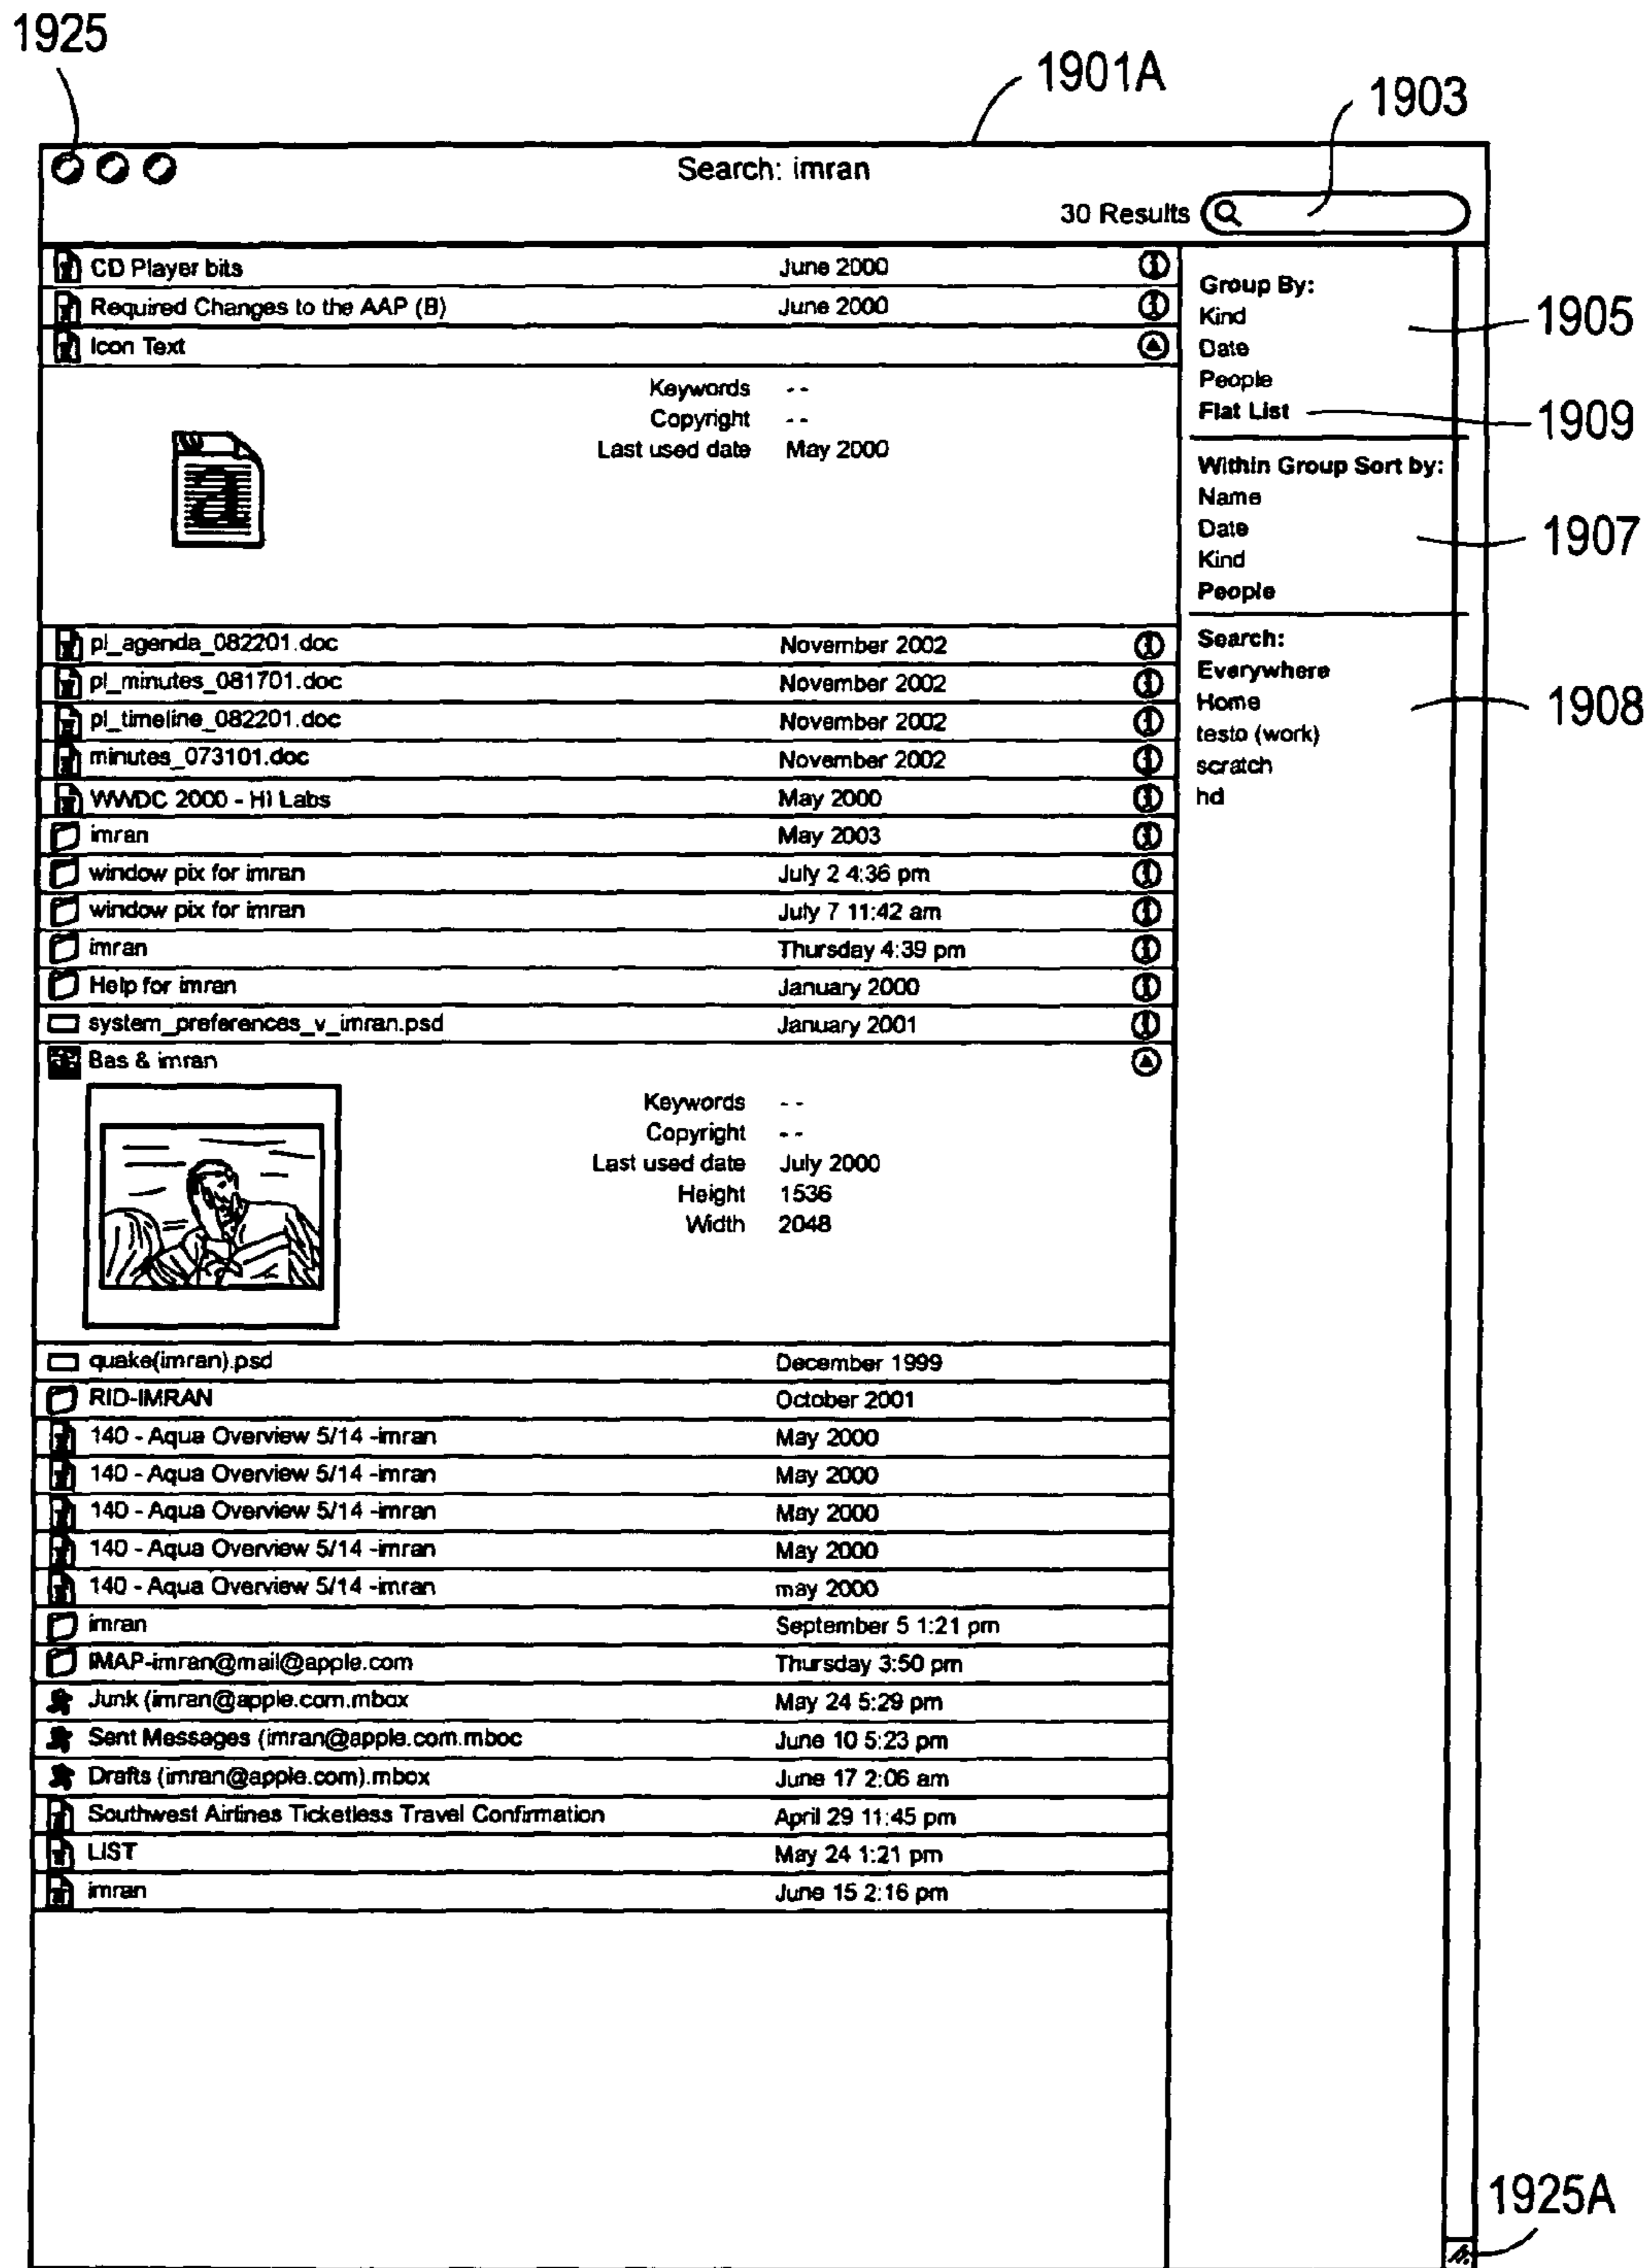 1925
1901A
1903
Search: imran
30 Results
CD Player bits June 2000
Required Changes to the AAP (B) June 2000
Icon Text
Keywords --
Copyright --
Last used date May 2000
pl_agenda_082201.doc November 2002
pl_minutes_081701.doc November 2002
pl_timeline_082201.doc November 2002
minutes_073101.doc November 2002
WWDC 2000 - HI Labs May 2000
imran May 2003
window pix for imran July 2 4:36 pm
window pix for imran July 7 11:42 am
imran Thursday 4:39 pm
Help for imran January 2000
system_preferences_v_imran.psd January 2001
Bas & imran
Keywords --
Copyright --
Last used date July 2000
Height 1536
Width 2048
quake(imran).psd December 1999
RID-IMRAN October 2001
140 - Aqua Overview 5/14 -imran May 2000
140 - Aqua Overview 5/14 -imran May 2000
140 - Aqua Overview 5/14 -imran May 2000
140 - Aqua Overview 5/14 -imran May 2000
140 - Aqua Overview 5/14 -imran may 2000
imran September 5 1:21 pm
IMAP-imran@mail@apple.com Thursday 3:50 pm
Junk (imran@apple.com.mbox May 24 5:29 pm
Sent Messages (imran@apple.com.mboc June 10 5:23 pm
Drafts (imran@apple.com).mbox June 17 2:06 am
Southwest Airlines Ticketless Travel Confirmation April 29 11:45 pm
LIST May 24 1:21 pm
imran June 15 2:16 pm
Group By:
Kind
Date
People
Flat List
Within Group Sort by:
Name
Date
Kind
People
Search:
Everywhere
Home
testo (work)
scratch
hd
1905
1909
1907
1908
1925A